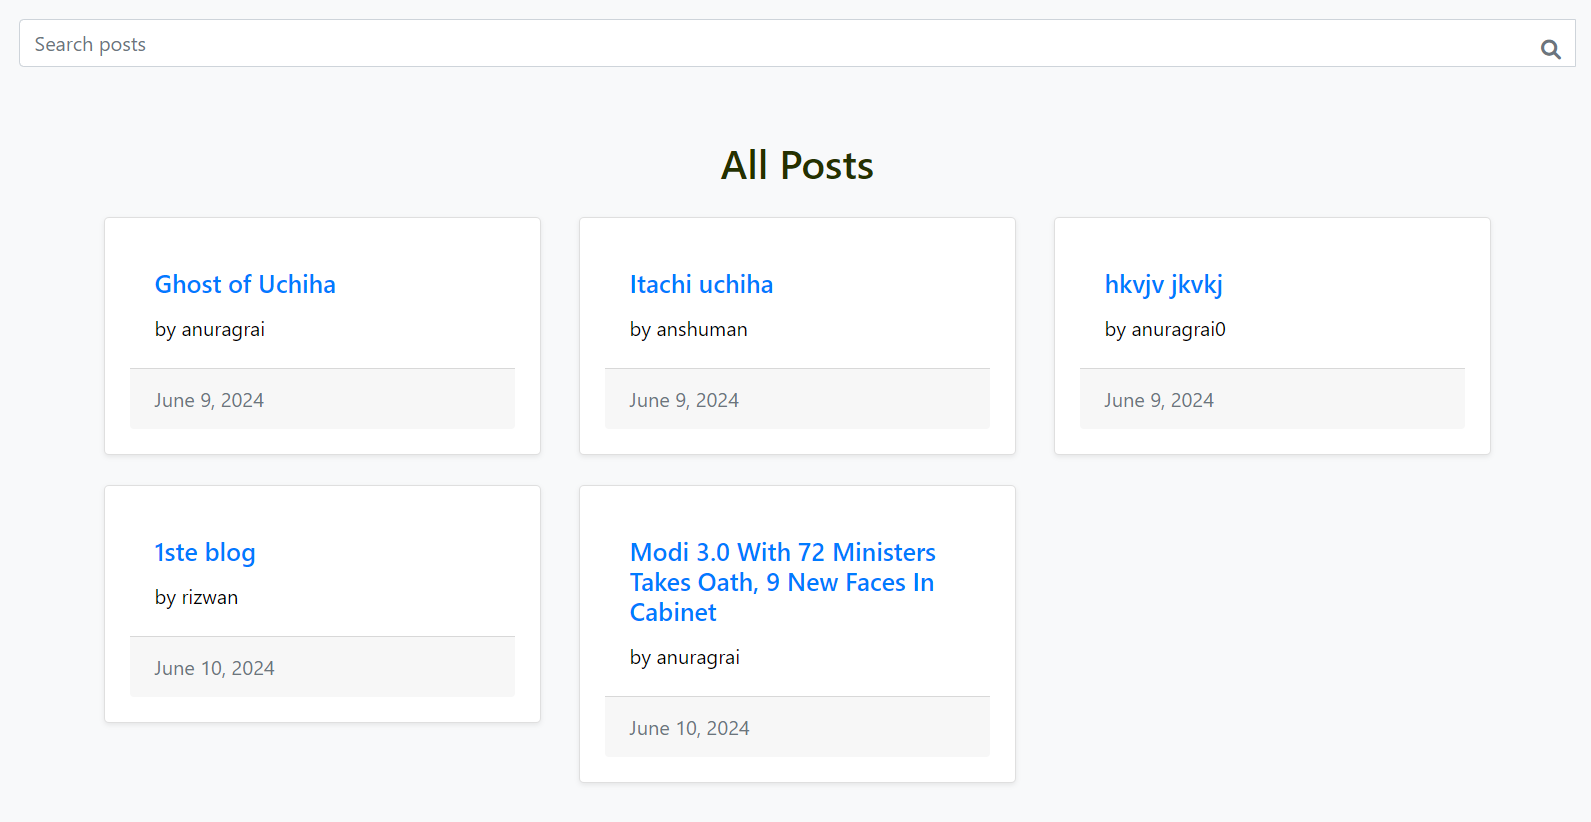 Search posts
All Posts
Ghost of Uchiha
by anuragrai
June 9, 2024
Itachi uchiha
by anshuman
June 9, 2024
hkvjv jkvkj
by anuragrai0
June 9, 2024
1ste blog
by rizwan
June 10, 2024
Modi 3.0 With 72 Ministers
Takes Oath, 9 New Faces In
Cabinet
by anuragrai
June 10, 2024